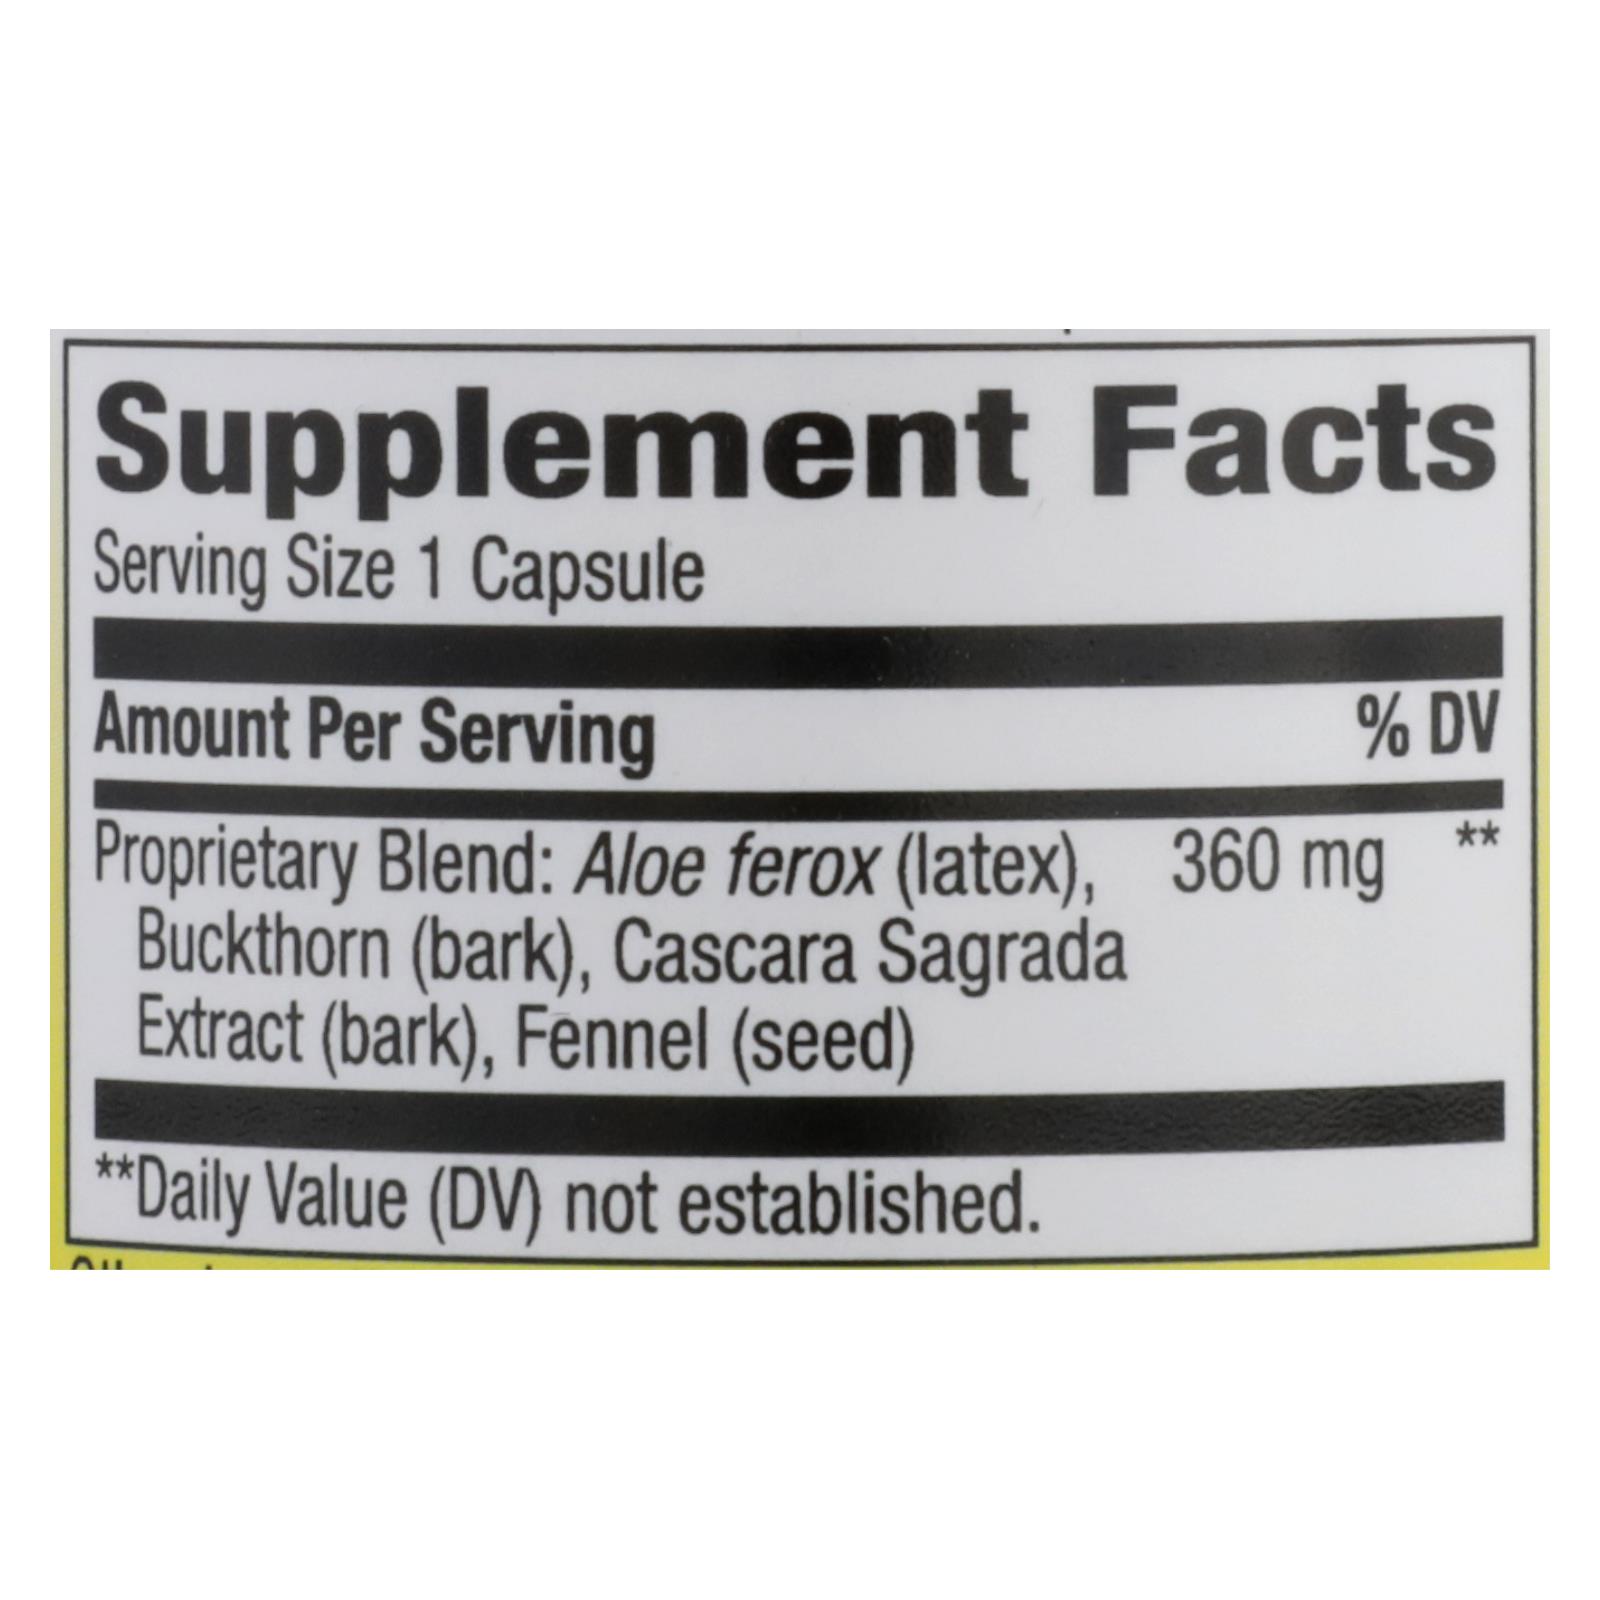 Supplement Facts
Serving Size 1 Capsule
Amount Per Serving % DV
Proprietary Blend: Aloe ferox (latex), 360 mg **
Buckthorn (bark), Cascara Sagrada
Extract (bark), Fennel (seed)
**Daily Value (DV) not established.